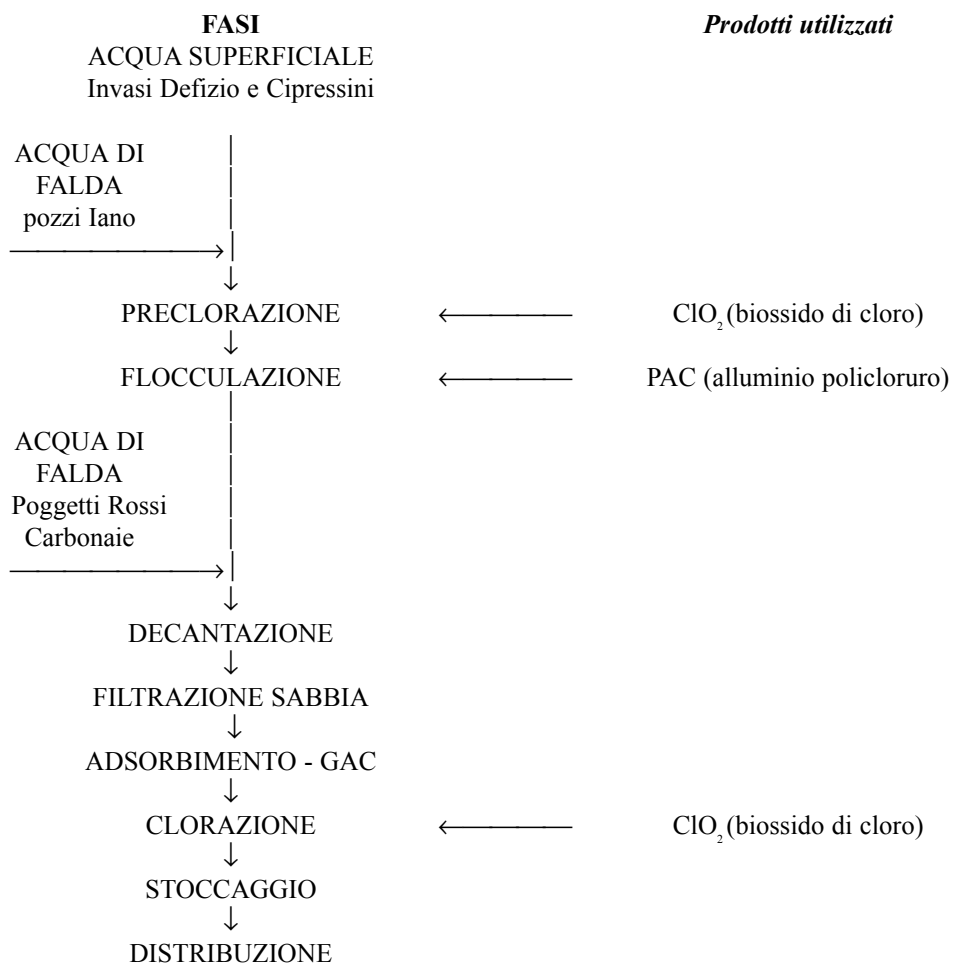 FASI
Prodotti utilizzati
ACQUA SUPERFICIALE
Invasi Defizio e Cipressini
ACQUA DI
FALDA
pozzi Iano
PRECLORAZIONE
ClO2 (biossido di cloro)
FLOCCULAZIONE
PAC (alluminio policloruro)
ACQUA DI
FALDA
Poggetti Rossi
Carbonaie
DECANTAZIONE
FILTRAZIONE SABBIA
ADSORBIMENTO - GAC
CLORAZIONE
ClO2 (biossido di cloro)
STOCCAGGIO
DISTRIBUZIONE